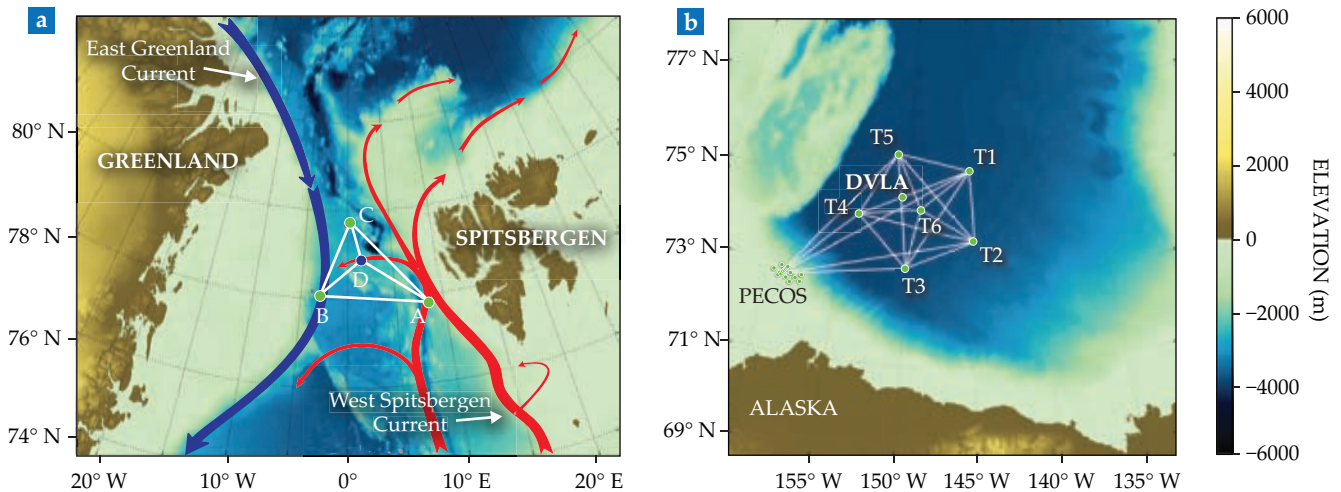 a
East Greenland
Current
80° N
GREENLAND
78° N
76° N
74° N
C
D
B
A
SPITSBERGEN
West Spitsbergen
Current
20° W
10° W
0°
10° E
20° E
b
77° N
75° N
73° N
71° N
69° N
T5
T1
DVLA
T4
T6
T2
T3
PECOS
ALASKA
155° W
150° W
145° W
140° W
135° W
6000
4000
2000
0
−2000
−4000
−6000
ELEVATION (m)